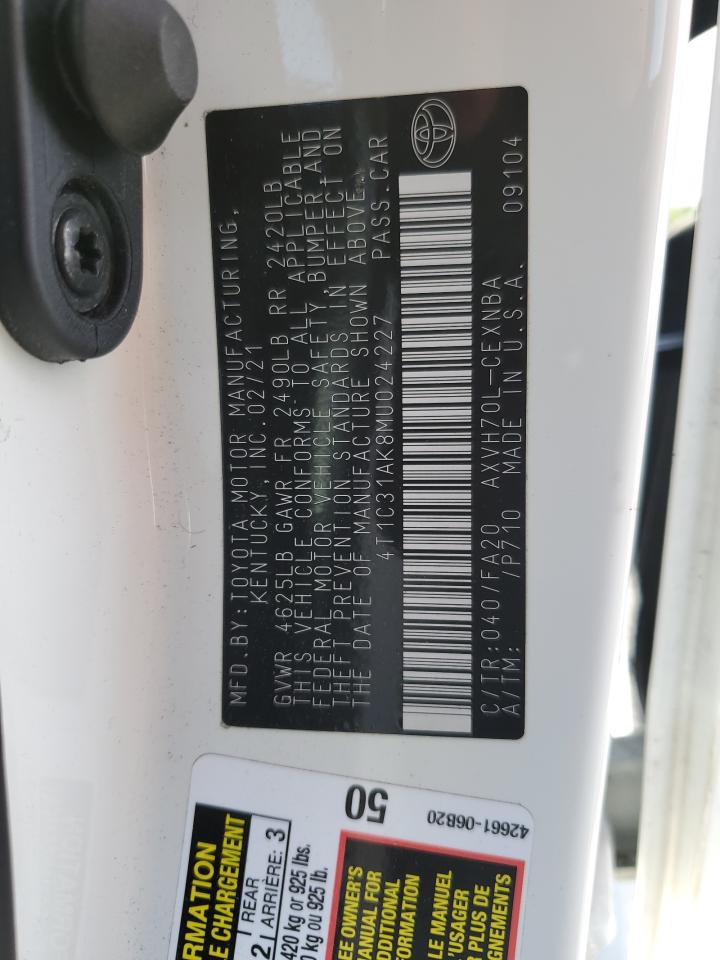 MFD.BY:TOYOTA MOTOR MANUFACTURING,
KENTUCKY,INC.02/21
GVWR 4625LB GAWR FR 2490LB RR 2420LB
THIS VEHICLE CONFORMS TO ALL APPLICABLE
FEDERAL MOTOR VEHICLE SAFETY,BUMPER,AND
THEFT PREVENTION STANDARDS IN EFFECT ON
THE DATE OF MANUFACTURE SHOWN ABOVE.
4T1C31AK8MU024227 PASS.CAR
C/TR:040/FA20 AXVH70L-CEXNBA 09104
A/TM: /P710 MADE IN U.S.A.
50
42661-06B20
RMATION
E CHARGEMENT
REAR
2 ARRIÈRE: 3
420 kg or 925 lbs.
0 kg ou 925 lb.
EE OWNER'S
MANUAL FOR
ADDITIONAL
FORMATION
LE MANUEL
L'USAGER
R PLUS DE
SEIGNEMENTS